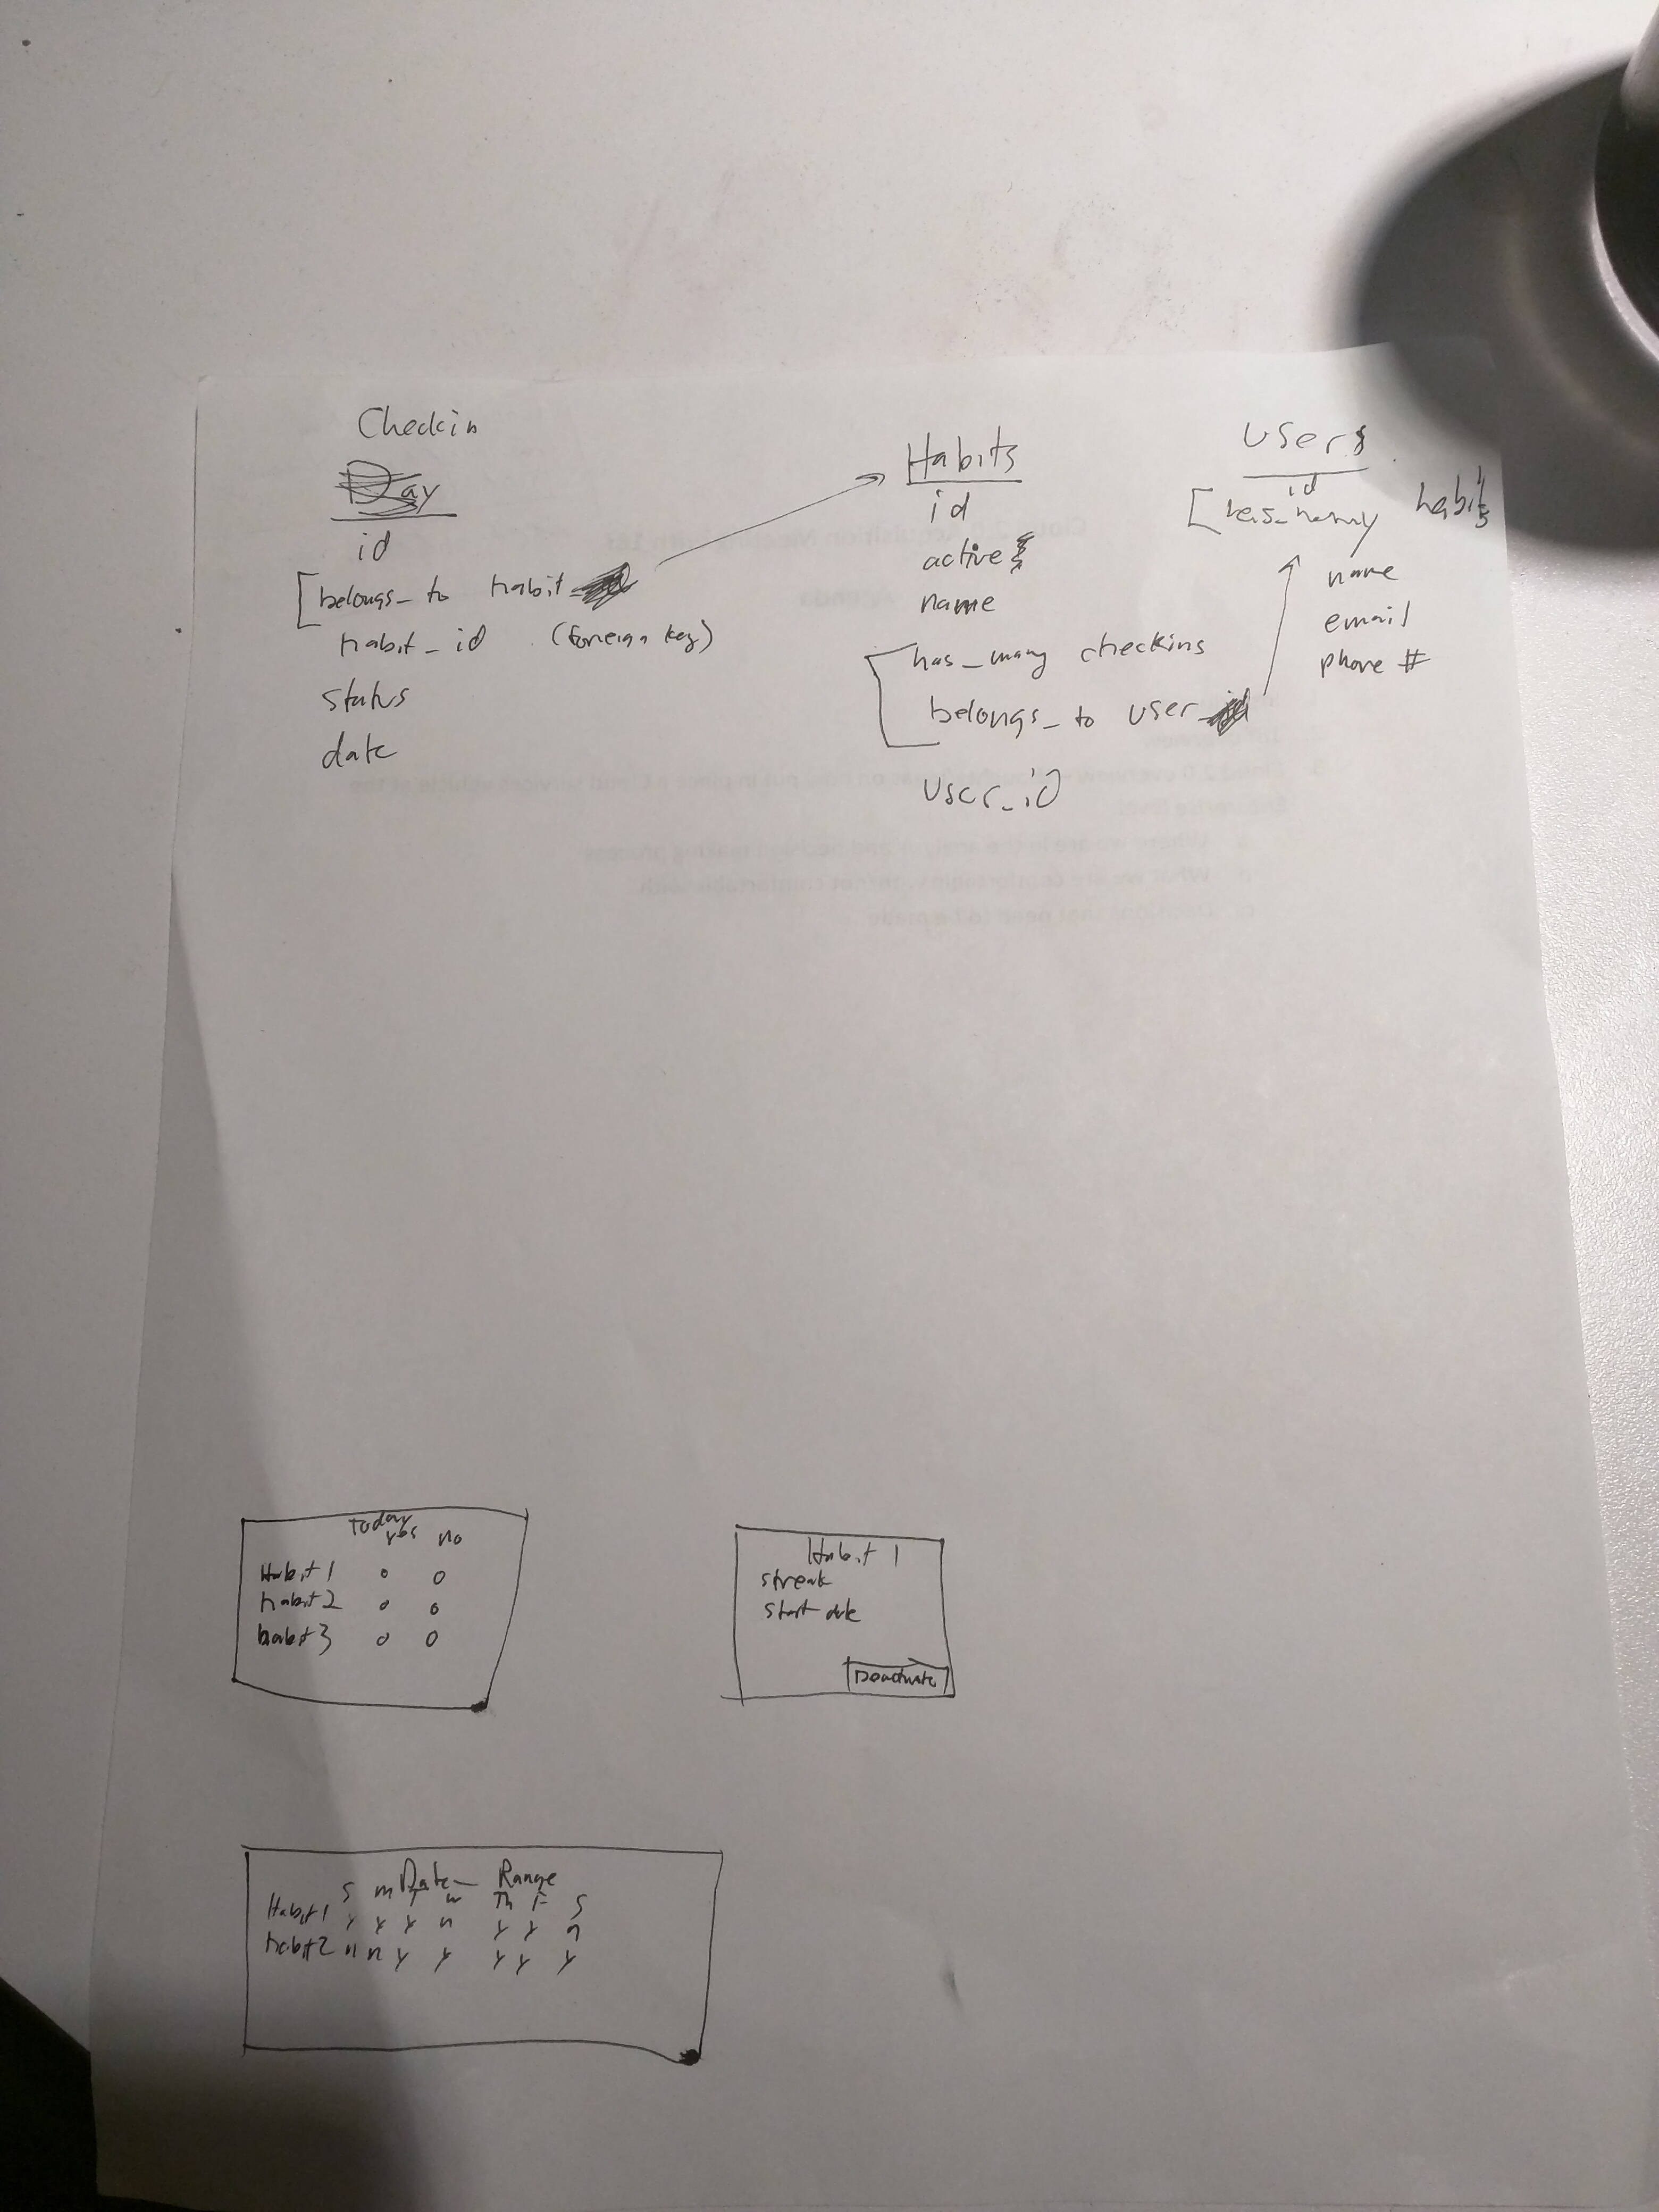 Checkin
Day
id
belongs_to habit
habit_id (foreign key)
status
date
Habits
id
active
name
has_many checkins
belongs_to user
user_id
Users
id
has_many habits
name
email
phone #
Today
yes no
Habit 1 o o
habit 2 o o
habit 3 o o
Habit 1
streak
start date
Deactivate
Date Range
S m T w Th F S
Habit 1 y y y n y y n
habit 2 n n y y y y y